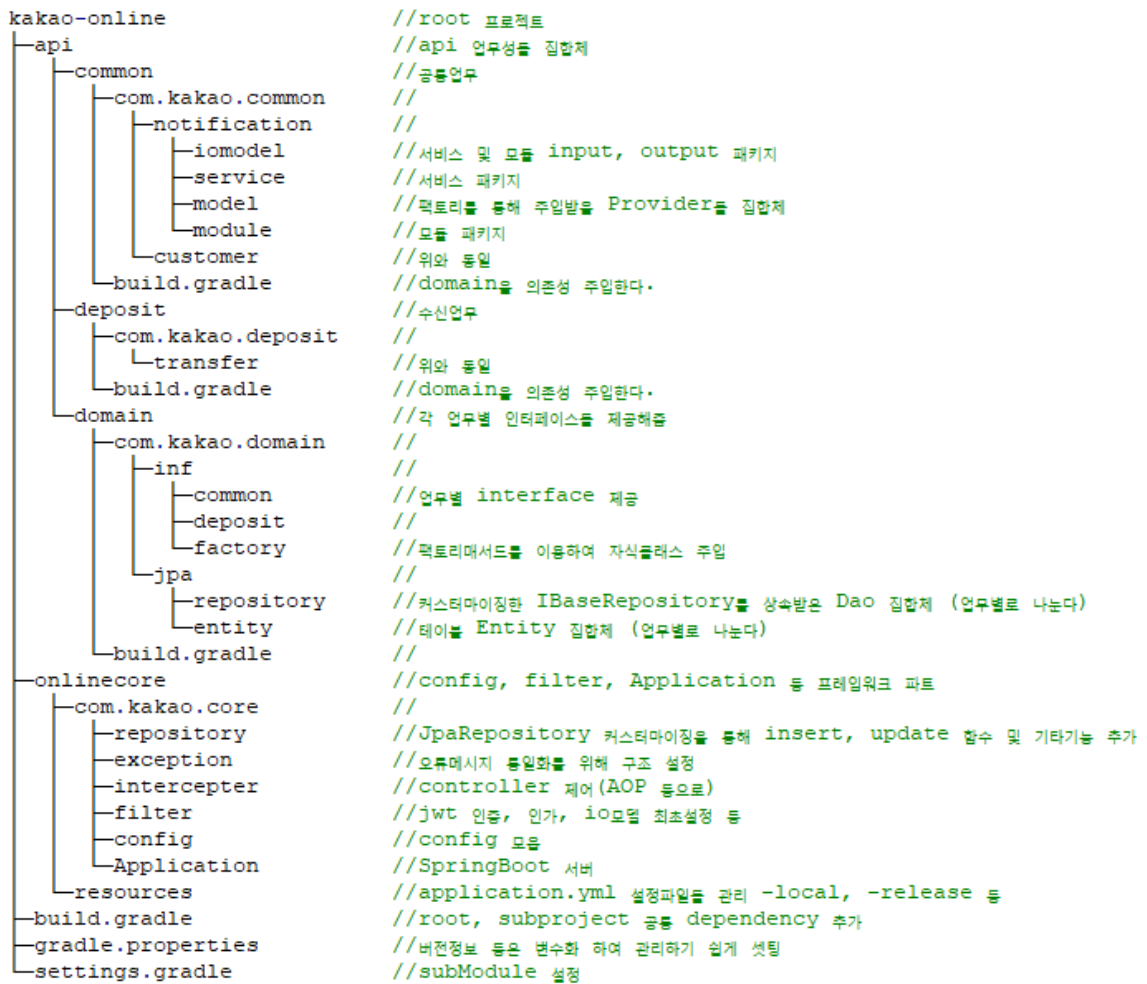 kakao-online //root 프로젝트
├─api //api 업무성들 집합체
│ ├─common //공통업무
│ │ ├─com.kakao.common //
│ │ │ ├─notification //
│ │ │ │ ├─iomodel //서비스 및 모듈 input, output 패키지
│ │ │ │ ├─service //서비스 패키지
│ │ │ │ ├─model //팩토리를 통해 주입받을 Provider들 집합체
│ │ │ │ └─module //모듈 패키지
│ │ │ └─customer //위와 동일
│ │ └─build.gradle //domain을 의존성 주입한다.
│ ├─deposit //수신업무
│ │ ├─com.kakao.deposit //
│ │ │ └─transfer //위와 동일
│ │ └─build.gradle //domain을 의존성 주입한다.
│ └─domain //각 업무별 인터페이스를 제공해줌
│ ├─com.kakao.domain //
│ │ ├─inf //
│ │ │ ├─common //업무별 interface 제공
│ │ │ ├─deposit //
│ │ │ └─factory //팩토리매서드를 이용하여 자식클래스 주입
│ │ └─jpa //
│ │ ├─repository //커스터마이징한 IBaseRepository를 상속받은 Dao 집합체 (업무별로 나눈다)
│ │ └─entity //테이블 Entity 집합체 (업무별로 나눈다)
│ └─build.gradle //
├─onlinecore //config, filter, Application 등 프레임워크 파트
│ ├─com.kakao.core //
│ │ ├─repository //JpaRepository 커스터마이징을 통해 insert, update 함수 및 기타기능 추가
│ │ ├─exception //오류메시지 통일화를 위해 구조 설정
│ │ ├─intercepter //controller 제어(AOP 등으로)
│ │ ├─filter //jwt 인증, 인가, io모델 최초설정 등
│ │ ├─config //config 모음
│ │ └─Application //SpringBoot 서버
│ └─resources //application.yml 설정파일들 관리 -local, -release 등
├─build.gradle //root, subproject 공통 dependency 추가
├─gradle.properties //버전정보 등은 변수화 하여 관리하기 쉽게 셋팅
└─settings.gradle //subModule 설정